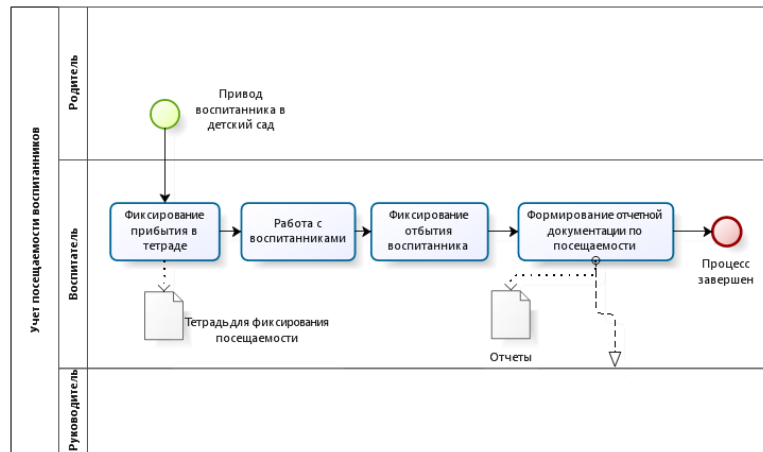 Учет посещаемости воспитанников
Родитель
Привод
воспитанника в
детский сад
Воспитатель
Фиксирование
прибытия в
тетраде
Работа с
воспитанниками
Фиксирование
отбытия
воспитанника
Формирование отчетной
документации по
посещаемости
Процесс
завершен
Тетрадь для фиксирования
посещаемости
Отчеты
Руководитель